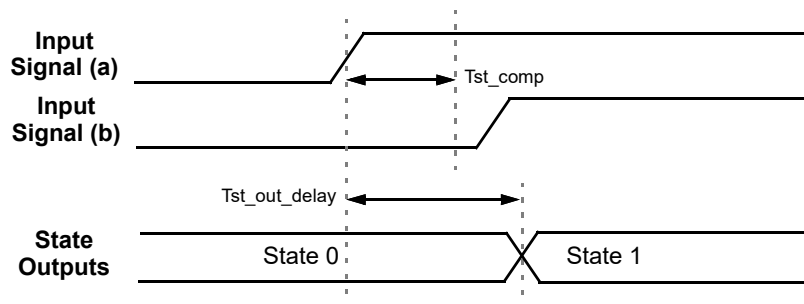 Input
Signal (a)
Tst_comp
Input
Signal (b)
Tst_out_delay
State
Outputs
State 0
State 1